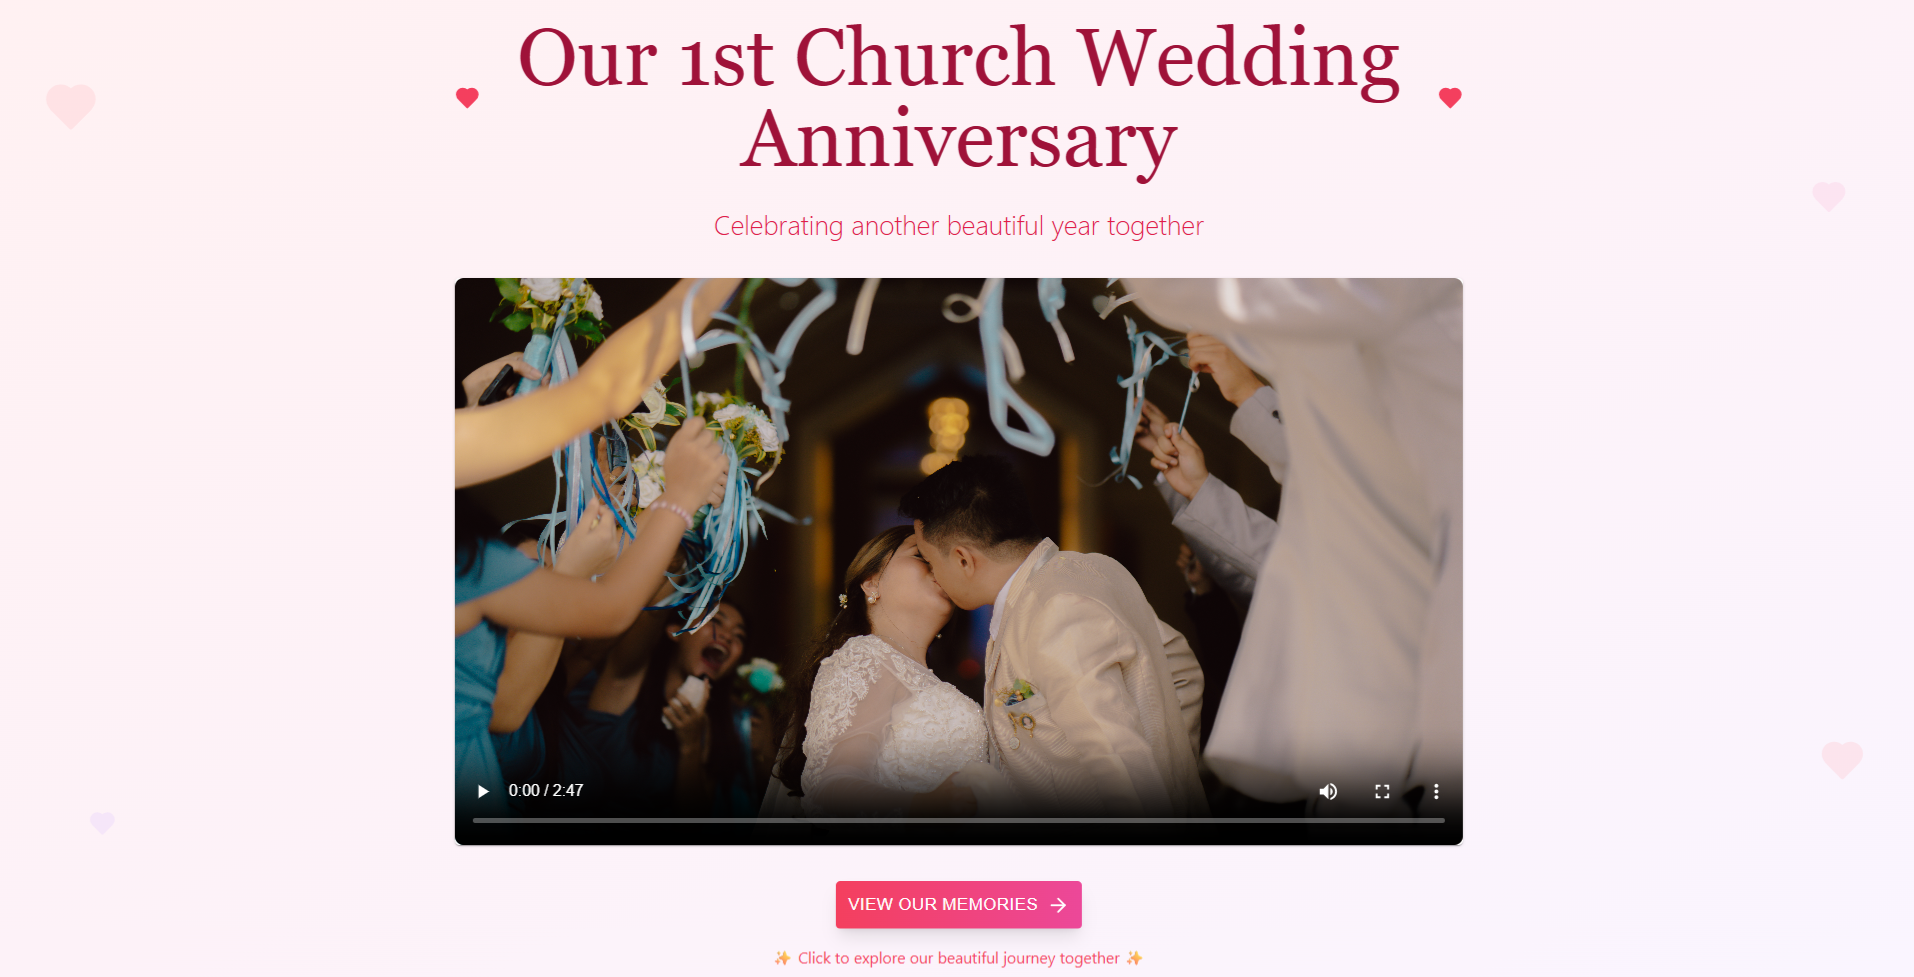 Our 1st Church Wedding
Anniversary
Celebrating another beautiful year together
0:00 / 2:47
VIEW OUR MEMORIES →
✨ Click to explore our beautiful journey together ✨